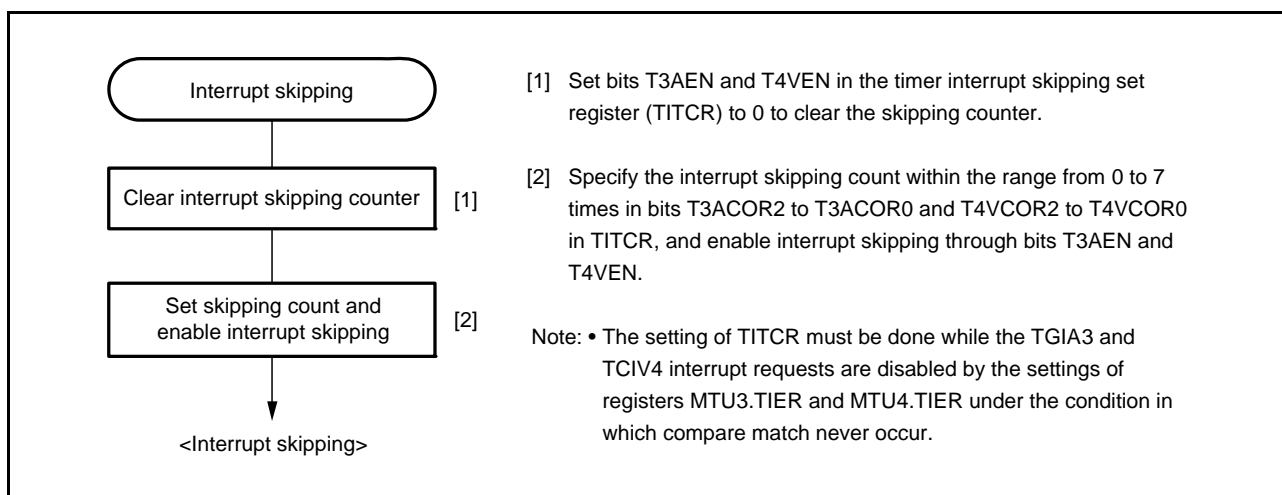 Interrupt skipping
Clear interrupt skipping counter
[1]
Set skipping count and
enable interrupt skipping
[2]
<Interrupt skipping>
[1] Set bits T3AEN and T4VEN in the timer interrupt skipping set
register (TITCR) to 0 to clear the skipping counter.
[2] Specify the interrupt skipping count within the range from 0 to 7
times in bits T3ACOR2 to T3ACOR0 and T4VCOR2 to T4VCOR0
in TITCR, and enable interrupt skipping through bits T3AEN and
T4VEN.
Note: • The setting of TITCR must be done while the TGIA3 and
TCIV4 interrupt requests are disabled by the settings of
registers MTU3.TIER and MTU4.TIER under the condition in
which compare match never occur.